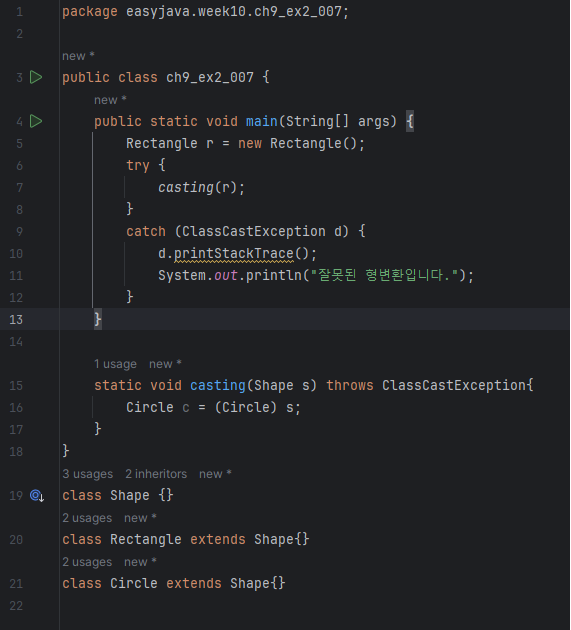 1 package easyjava.week10.ch9_ex2_007;
2
new *
3 public class ch9_ex2_007 {
new *
4 public static void main(String[] args) {
5 Rectangle r = new Rectangle();
6 try {
7 casting(r);
8 }
9 catch (ClassCastException d) {
10 d.printStackTrace();
11 System.out.println("잘못된 형변환입니다.");
12 }
13 }
14
1 usage new *
15 static void casting(Shape s) throws ClassCastException{
16 Circle c = (Circle) s;
17 }
18 }
3 usages 2 inheritors new *
19 class Shape {}
2 usages new *
20 class Rectangle extends Shape{}
2 usages new *
21 class Circle extends Shape{}
22